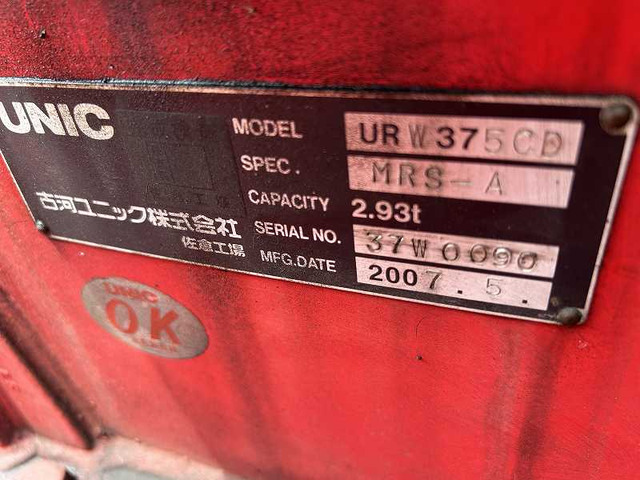 UNIC
MODEL URW375CD
SPEC. MRS-A
CAPACITY 2.93t
SERIAL NO. 37W0090
MFG.DATE 2007.5.
古河ユニック株式会社
佐倉工場
UNIC
OK